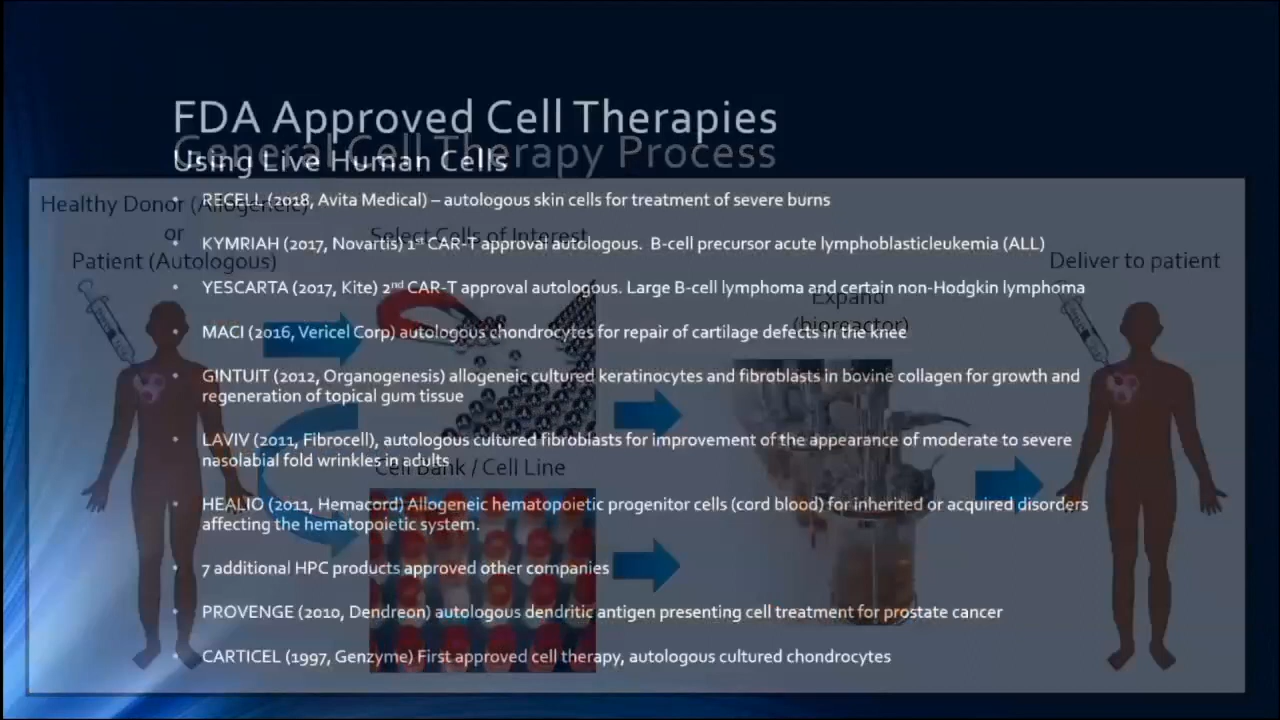 FDA Approved Cell Therapies
General Cell Therapy Process
Using Live Human Cells
• RECELL (2018, Avita Medical) – autologous skin cells for treatment of severe burns
Healthy Donor (Allogeneic)
or
Patient (Autologous)
Select Cells of Interest
• KYMRIAH (2017, Novartis) 1st CAR-T approval autologous. B-cell precursor acute lymphoblasticleukemia (ALL)
Deliver to patient
• YESCARTA (2017, Kite) 2nd CAR-T approval autologous. Large B-cell lymphoma and certain non-Hodgkin lymphoma
Expand
(bioreactor)
• MACI (2016, Vericel Corp) autologous chondrocytes for repair of cartilage defects in the knee
• GINTUIT (2012, Organogenesis) allogeneic cultured keratinocytes and fibroblasts in bovine collagen for growth and
regeneration of topical gum tissue
• LAVIV (2011, Fibrocell), autologous cultured fibroblasts for improvement of the appearance of moderate to severe
nasolabial fold wrinkles in adults
Cell Bank / Cell Line
• HEALIO (2011, Hemacord) Allogeneic hematopoietic progenitor cells (cord blood) for inherited or acquired disorders
affecting the hematopoietic system.
• 7 additional HPC products approved other companies
• PROVENGE (2010, Dendreon) autologous dendritic antigen presenting cell treatment for prostate cancer
• CARTICEL (1997, Genzyme) First approved cell therapy, autologous cultured chondrocytes